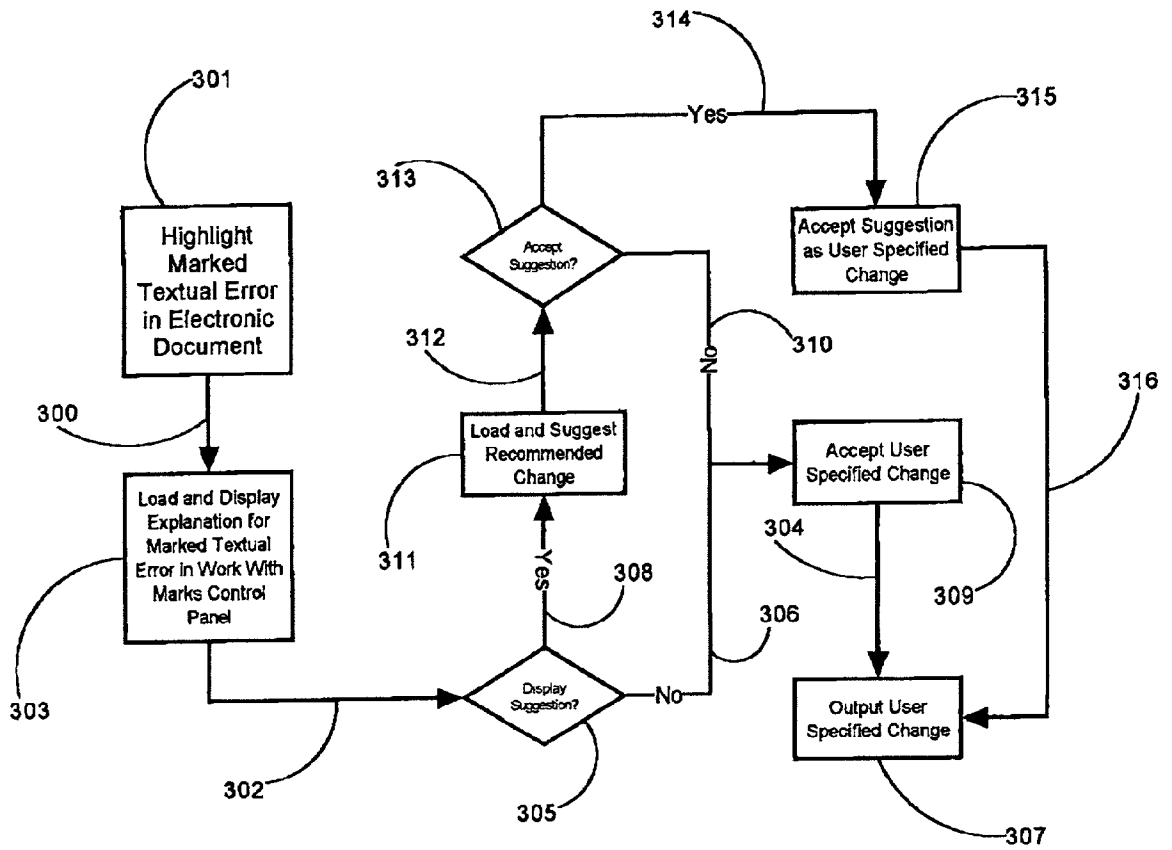 314
301
Yes
315
313
Highlight
Marked
Textual Error
in Electronic
Document
Accept
Suggestion?
Accept Suggestion
as User Specified
Change
312
310
No
316
300
Load and Suggest
Recommended
Change
Accept User
Specified Change
Load and Display
Explanation for
Marked Textual
Error in Work With
Marks Control
Panel
311
Yes
308
304
309
306
303
Display
Suggestion?
No
Output User
Specified Change
302
305
307